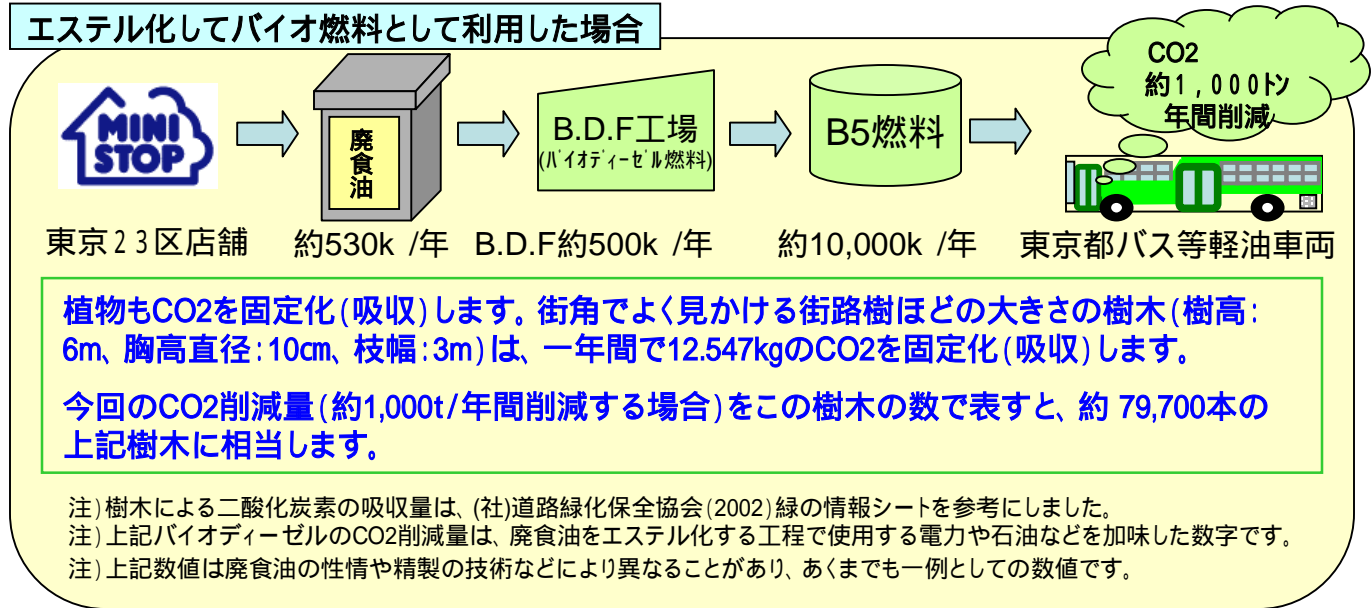 エステル化してバイオ燃料として利用した場合
CO2
約1,000トン
年間削減
MINI
STOP
廃食油
B.D.F工場
(バイオディーゼル燃料)
B5燃料
東京23区店舗
約530k /年
B.D.F約500k /年
約10,000k /年
東京都バス等軽油車両
植物もCO2を固定化(吸収)します。街角でよく見かける街路樹ほどの大きさの樹木(樹高:
6m、胸高直径:10㎝、枝幅:3m)は、一年間で12.547kgのCO2を固定化(吸収)します。
今回のCO2削減量(約1,000t/年間削減する場合)をこの樹木の数で表すと、約 79,700本の
上記樹木に相当します。
注)樹木による二酸化炭素の吸収量は、(社)道路緑化保全協会(2002)緑の情報シートを参考にしました。
注)上記バイオディーゼルのCO2削減量は、廃食油をエステル化する工程で使用する電力や石油などを加味した数字です。
注)上記数値は廃食油の性情や精製の技術などにより異なることがあり、あくまでも一例としての数値です。